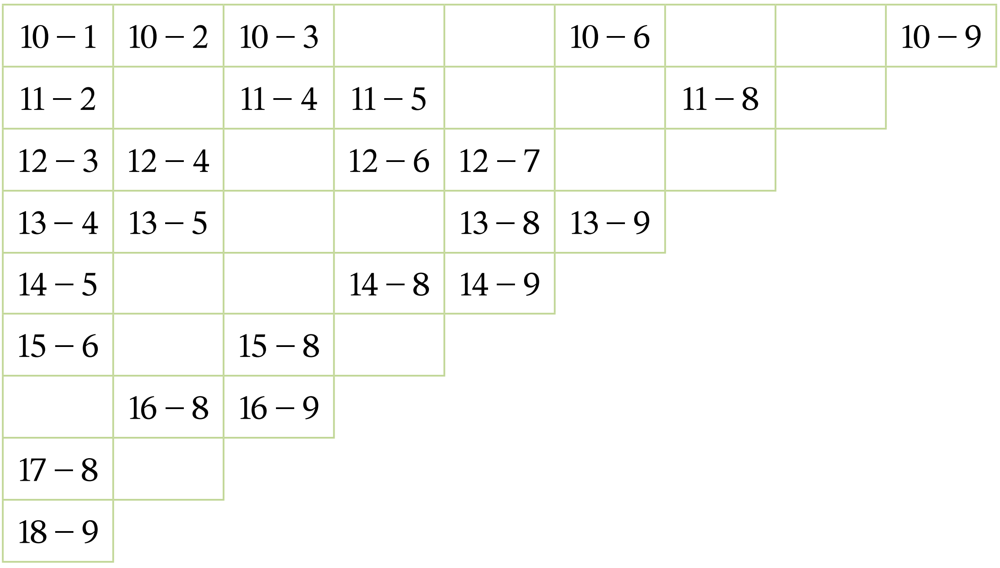 10 – 1 10 – 2 10 – 3 10 – 6 10 – 9
11 – 2 11 – 4 11 – 5 11 – 8
12 – 3 12 – 4 12 – 6 12 – 7
13 – 4 13 – 5 13 – 8 13 – 9
14 – 5 14 – 8 14 – 9
15 – 6 15 – 8
16 – 8 16 – 9
17 – 8
18 – 9